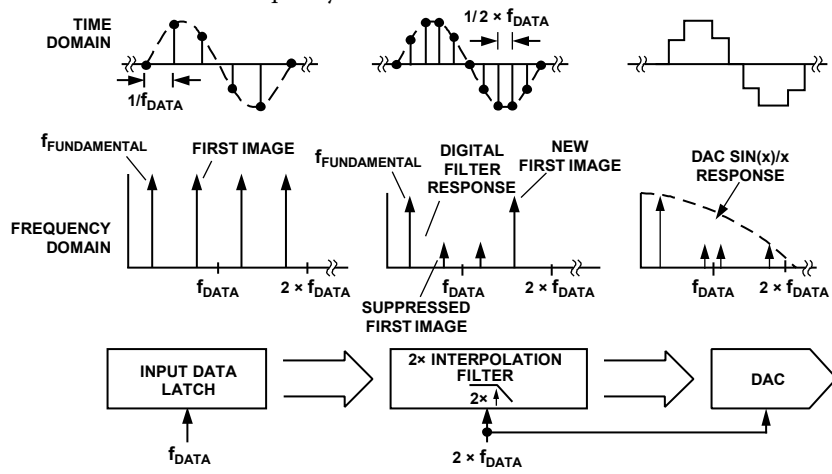 TIME
DOMAIN
1/fDATA
1/2 × fDATA
fFUNDAMENTAL
FIRST IMAGE
fFUNDAMENTAL
DIGITAL
FILTER
RESPONSE
NEW
FIRST IMAGE
DAC SIN(x)/x
RESPONSE
FREQUENCY
DOMAIN
fDATA
2 × fDATA
fDATA
2 × fDATA
SUPPRESSED
FIRST IMAGE
fDATA
2 × fDATA
INPUT DATA
LATCH
2× INTERPOLATION
FILTER
2×
DAC
fDATA
2 × fDATA